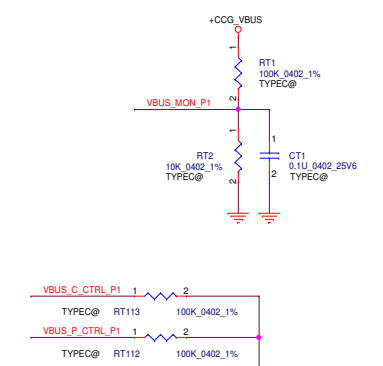 +CCG_VBUS
1
RT1
100K_0402_1%
TYPEC@
2
VBUS_MON_P1
1
1
RT2
CT1
10K_0402_1%
0.1U_0402_25V6
TYPEC@
TYPEC@
2
2
VBUS_C_CTRL_P1 1 2
TYPEC@ RT113 100K_0402_1%
VBUS_P_CTRL_P1 1 2
TYPEC@ RT112 100K_0402_1%